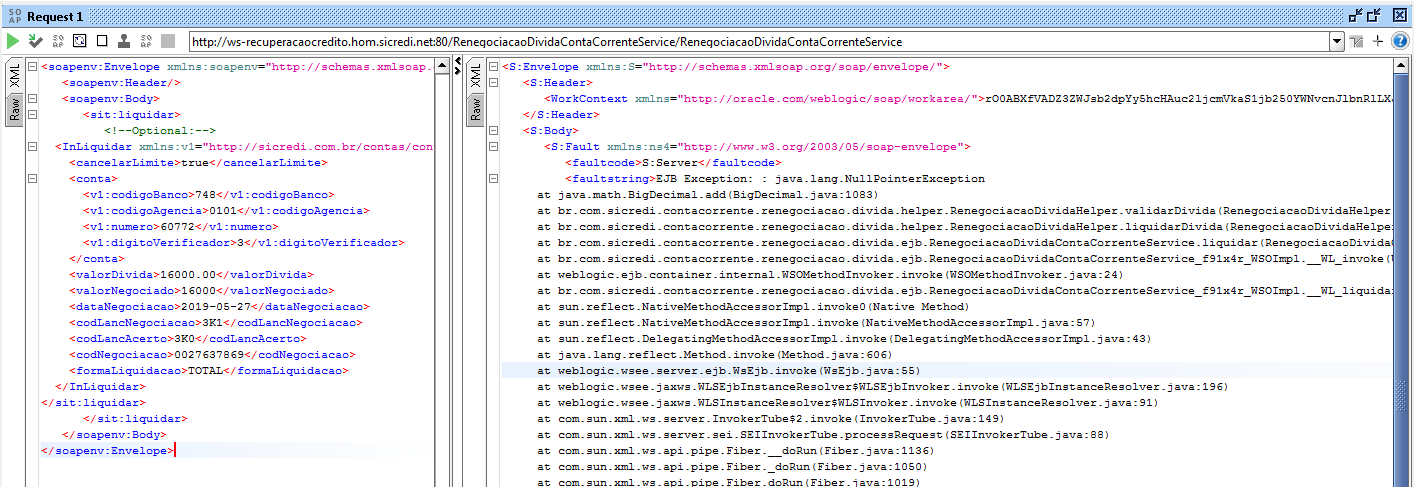 SO AP Request 1
http://ws-recuperacaocredito.hom.sicredi.net:80/RenegociacaoDividaContaCorrenteService/RenegociacaoDividaContaCorrenteService
XML
Raw
<soapenv:Envelope xmlns:soapenv="http://schemas.xmlsoap.
<soapenv:Header/>
<soapenv:Body>
<sit:liquidar>
<!--Optional:-->
<InLiquidar xmlns:v1="http://sicredi.com.br/contas/con
<cancelarLimite>true</cancelarLimite>
<conta>
<v1:codigoBanco>748</v1:codigoBanco>
<v1:codigoAgencia>0101</v1:codigoAgencia>
<v1:numero>60772</v1:numero>
<v1:digitoVerificador>3</v1:digitoVerificador>
</conta>
<valorDivida>16000.00</valorDivida>
<valorNegociado>16000</valorNegociado>
<dataNegociacao>2019-05-27</dataNegociacao>
<codLancNegociacao>3K1</codLancNegociacao>
<codLancAcerto>3K0</codLancAcerto>
<codNegociacao>0027637869</codNegociacao>
<formaLiquidacao>TOTAL</formaLiquidacao>
</InLiquidar>
</sit:liquidar>
</sit:liquidar>
</soapenv:Body>
</soapenv:Envelope>
XML
Raw
<S:Envelope xmlns:S="http://schemas.xmlsoap.org/soap/envelope/">
<S:Header>
<WorkContext xmlns="http://oracle.com/weblogic/soap/workarea/">
</S:Header>
<S:Body>
<S:Fault xmlns:ns4="http://www.w3.org/2003/05/soap-envelope">
<faultcode>S:Server</faultcode>
<faultstring>EJB Exception: : java.lang.NullPointerException
at java.math.BigDecimal.add(BigDecimal.java:1083)
at br.com.sicredi.contacorrente.renegociacao.divida.helper.RenegociacaoDividaHelper.validarDivida(RenegociacaoDividaHelper
at br.com.sicredi.contacorrente.renegociacao.divida.helper.RenegociacaoDividaHelper.liquidarDivida(RenegociacaoDividaHelpe
at br.com.sicredi.contacorrente.renegociacao.divida.ejb.RenegociacaoDividaContaCorrenteService.liquidar(RenegociacaoDivida
at br.com.sicredi.contacorrente.renegociacao.divida.ejb.RenegociacaoDividaContaCorrenteService_f91x4r_WSOImpl.__WL_invoke(
at weblogic.ejb.container.internal.WSOMethodInvoker.invoke(WSOMethodInvoker.java:24)
at br.com.sicredi.contacorrente.renegociacao.divida.ejb.RenegociacaoDividaContaCorrenteService_f91x4r_WSOImpl.__WL_liquida
at sun.reflect.NativeMethodAccessorImpl.invoke0(Native Method)
at sun.reflect.NativeMethodAccessorImpl.invoke(NativeMethodAccessorImpl.java:57)
at sun.reflect.DelegatingMethodAccessorImpl.invoke(DelegatingMethodAccessorImpl.java:43)
at java.lang.reflect.Method.invoke(Method.java:606)
at weblogic.wsee.server.ejb.WsEjb.invoke(WsEjb.java:55)
at weblogic.wsee.jaxws.WLSEjbInstanceResolver$WLSEjbInvoker.invoke(WLSEjbInstanceResolver.java:196)
at weblogic.wsee.jaxws.WLSInstanceResolver$WLSInvoker.invoke(WLSInstanceResolver.java:91)
at com.sun.xml.ws.server.InvokerTube$2.invoke(InvokerTube.java:149)
at com.sun.xml.ws.server.sei.SEIInvokerTube.processRequest(SEIInvokerTube.java:88)
at com.sun.xml.ws.api.pipe.Fiber.__doRun(Fiber.java:1136)
at com.sun.xml.ws.api.pipe.Fiber._doRun(Fiber.java:1050)
at com.sun.xml.ws.api.pipe.Fiber.doRun(Fiber.java:1019)